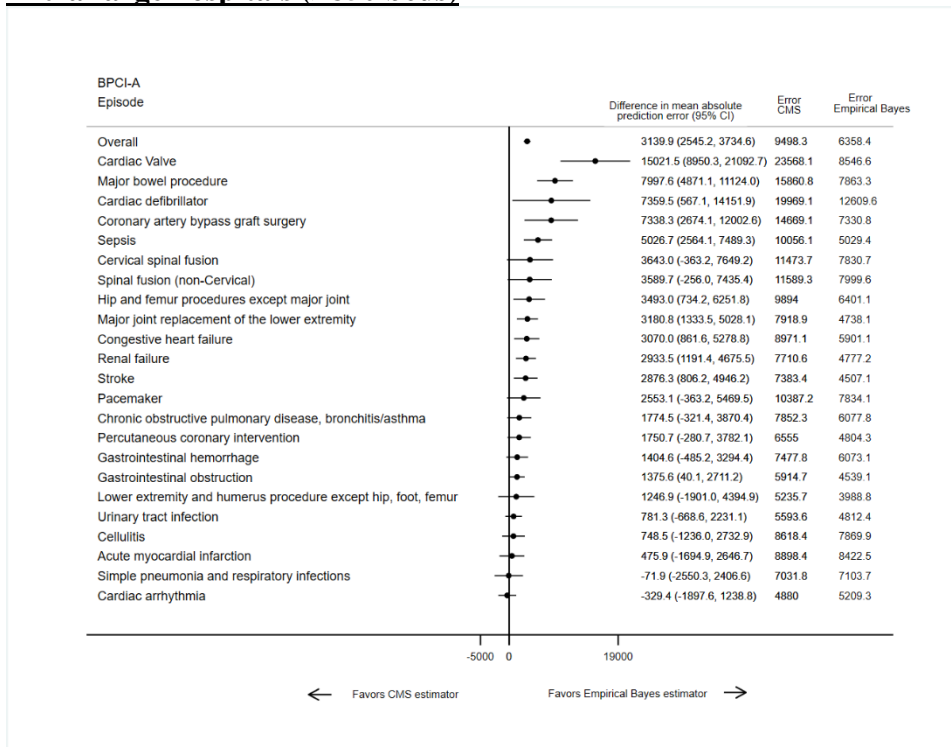 BPCI-A
Episode
Difference in mean absolute prediction error (95% CI) Error CMS Error Empirical Bayes
Overall 3139.9 (2545.2, 3734.6) 9498.3 6358.4
Cardiac Valve 15021.5 (8950.3, 21092.7) 23568.1 8546.6
Major bowel procedure 7997.6 (4871.1, 11124.0) 15860.8 7863.3
Cardiac defibrillator 7359.5 (567.1, 14151.9) 19969.1 12609.6
Coronary artery bypass graft surgery 7338.3 (2674.1, 12002.6) 14669.1 7330.8
Sepsis 5026.7 (2564.1, 7489.3) 10056.1 5029.4
Cervical spinal fusion 3643.0 (-363.2, 7649.2) 11473.7 7830.7
Spinal fusion (non-Cervical) 3589.7 (-256.0, 7435.4) 11589.3 7999.6
Hip and femur procedures except major joint 3493.0 (734.2, 6251.8) 9894 6401.1
Major joint replacement of the lower extremity 3180.8 (1333.5, 5028.1) 7918.9 4738.1
Congestive heart failure 3070.0 (861.6, 5278.8) 8971.1 5901.1
Renal failure 2933.5 (1191.4, 4675.5) 7710.6 4777.2
Stroke 2876.3 (806.2, 4946.2) 7383.4 4507.1
Pacemaker 2553.1 (-363.2, 5469.5) 10387.2 7834.1
Chronic obstructive pulmonary disease, bronchitis/asthma 1774.5 (-321.4, 3870.4) 7852.3 6077.8
Percutaneous coronary intervention 1750.7 (-280.7, 3782.1) 6555 4804.3
Gastrointestinal hemorrhage 1404.6 (-485.2, 3294.4) 7477.8 6073.1
Gastrointestinal obstruction 1375.6 (40.1, 2711.2) 5914.7 4539.1
Lower extremity and humerus procedure except hip, foot, femur 1246.9 (-1901.0, 4394.9) 5235.7 3988.8
Urinary tract infection 781.3 (-668.6, 2231.1) 5593.6 4812.4
Cellulitis 748.5 (-1236.0, 2732.9) 8618.4 7869.9
Acute myocardial infarction 475.9 (-1694.9, 2646.7) 8898.4 8422.5
Simple pneumonia and respiratory infections -71.9 (-2550.3, 2406.6) 7031.8 7103.7
Cardiac arrhythmia -329.4 (-1897.6, 1238.8) 4880 5209.3
-5000 0 19000
Favors CMS estimator Favors Empirical Bayes estimator